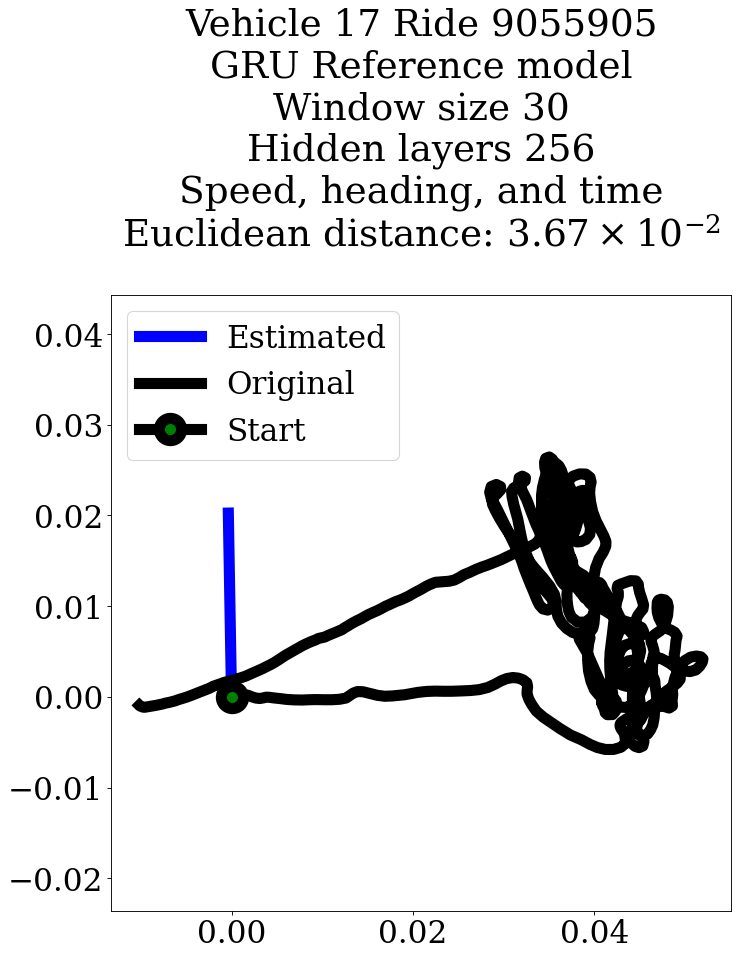 Vehicle 17 Ride 9055905
GRU Reference model
Window size 30
Hidden layers 256
Speed, heading, and time
Euclidean distance: 3.67 × 10⁻²
Estimated
Original
Start
0.04
0.03
0.02
0.01
0.00
−0.01
−0.02
0.00 0.02 0.04